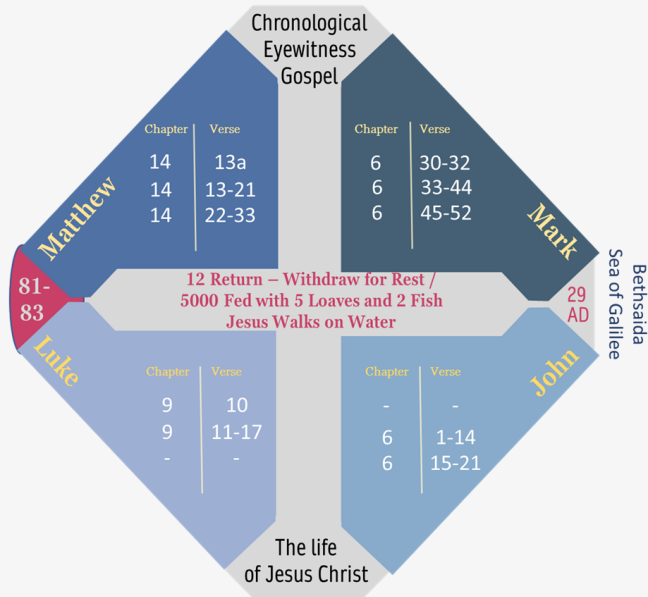 Chronological
Eyewitness
Gospel
Matthew
Chapter Verse
14 13a
14 13-21
14 22-33
Mark
Chapter Verse
6 30-32
6 33-44
6 45-52
81-
83
12 Return – Withdraw for Rest /
5000 Fed with 5 Loaves and 2 Fish
Jesus Walks on Water
29
AD
Bethsaida
Sea of Galilee
Luke
Chapter Verse
9 10
9 11-17
- -
John
Chapter Verse
- -
6 1-14
6 15-21
The life
of Jesus Christ